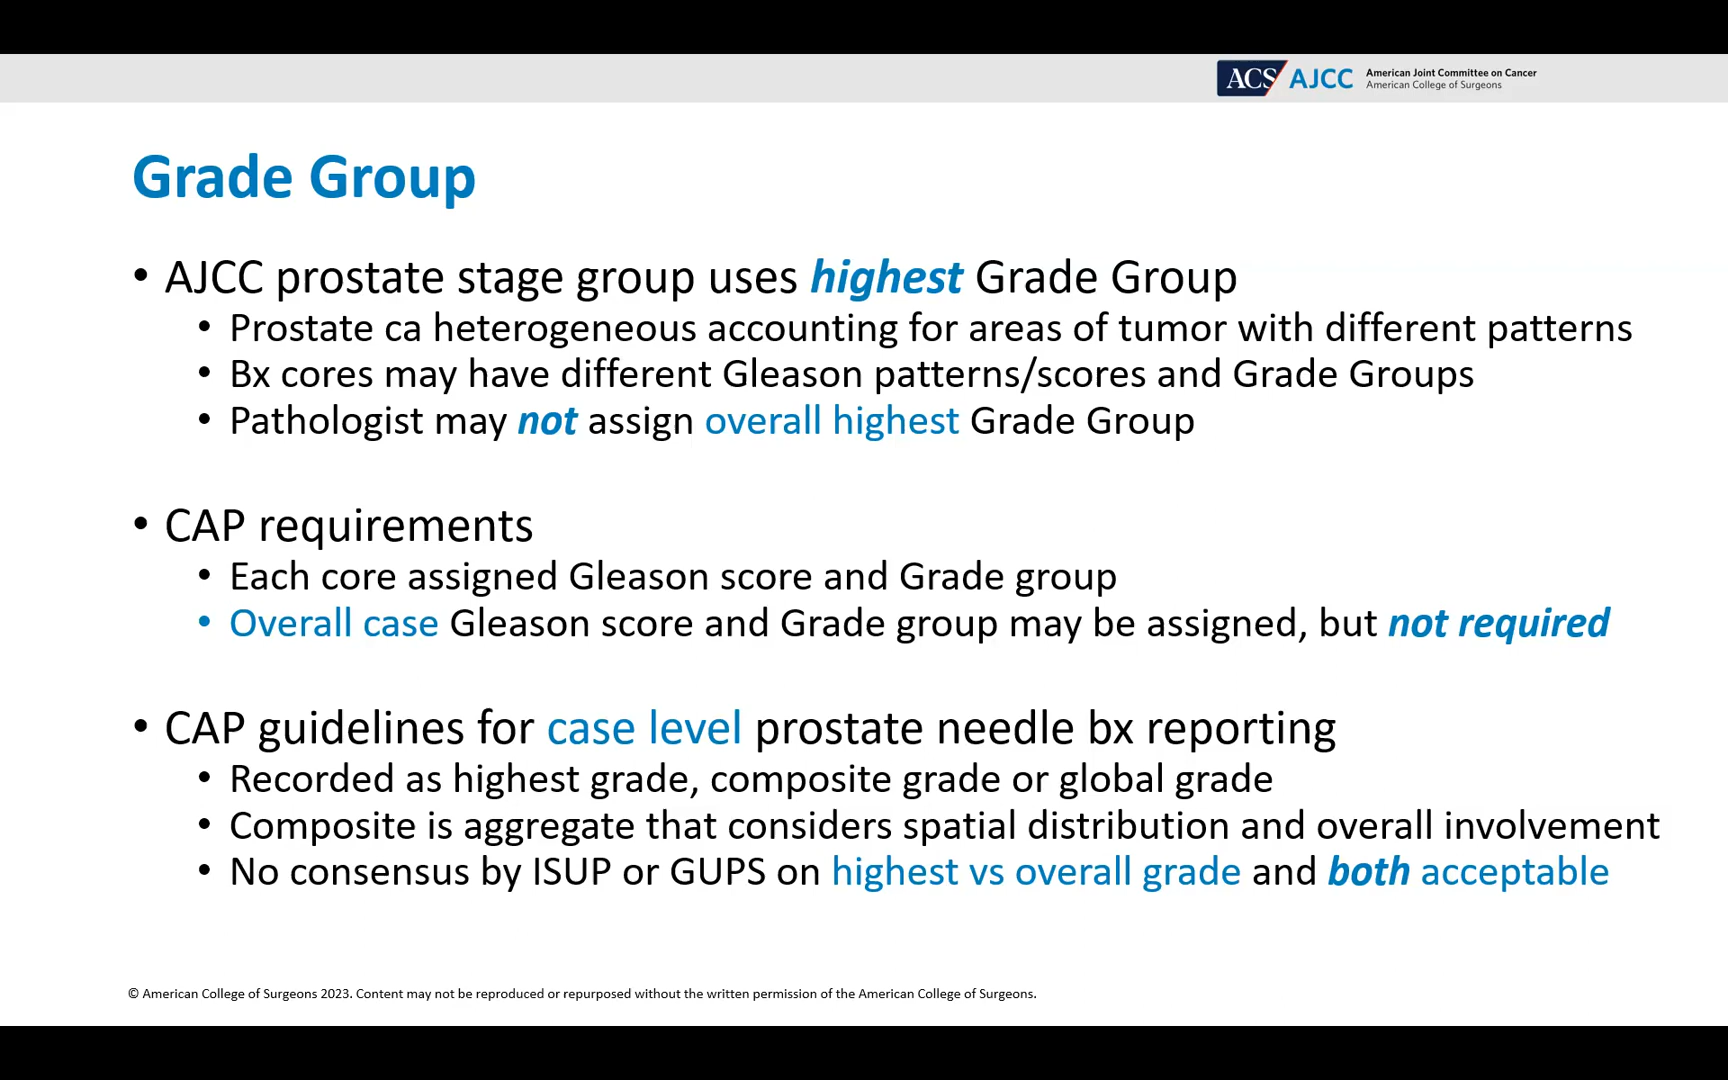 ACS AJCC American Joint Committee on Cancer
American College of Surgeons
Grade Group
• AJCC prostate stage group uses highest Grade Group
• Prostate ca heterogeneous accounting for areas of tumor with different patterns
• Bx cores may have different Gleason patterns/scores and Grade Groups
• Pathologist may not assign overall highest Grade Group
• CAP requirements
• Each core assigned Gleason score and Grade group
• Overall case Gleason score and Grade group may be assigned, but not required
• CAP guidelines for case level prostate needle bx reporting
• Recorded as highest grade, composite grade or global grade
• Composite is aggregate that considers spatial distribution and overall involvement
• No consensus by ISUP or GUPS on highest vs overall grade and both acceptable
© American College of Surgeons 2023. Content may not be reproduced or repurposed without the written permission of the American College of Surgeons.